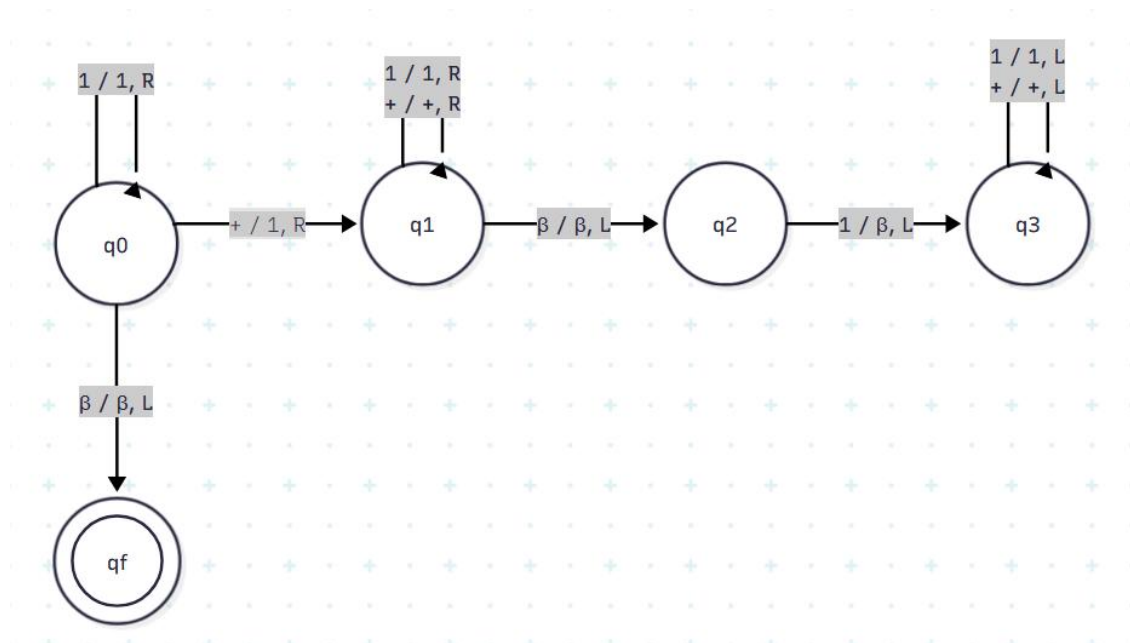 1 / 1, R
1 / 1, R
+ / +, R
1 / 1, L
+ / +, L
q0
+ / 1, R
q1
β / β, L
q2
1 / β, L
q3
β / β, L
qf